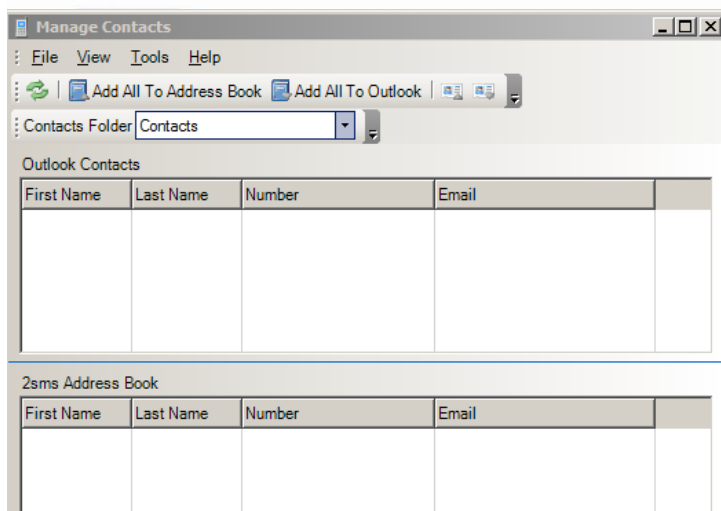 Manage Contacts
File View Tools Help
Add All To Address Book Add All To Outlook
Contacts Folder Contacts
Outlook Contacts
First Name Last Name Number Email
2sms Address Book
First Name Last Name Number Email